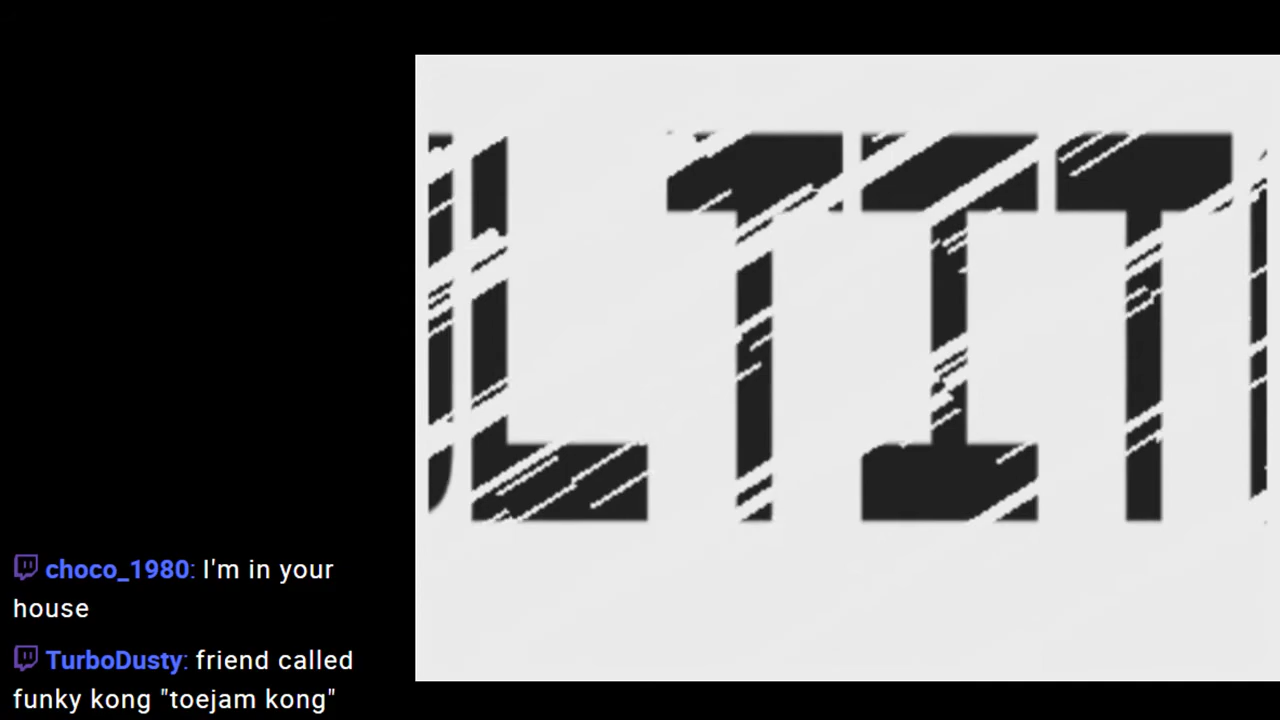 LTIT
choco_1980: I'm in your
house
TurboDusty: friend called
funky kong "toejam kong"